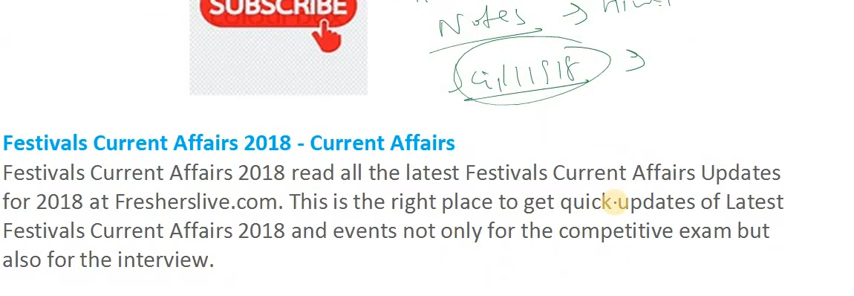 SUBSCRIBE
Notes →
Festivals Current Affairs 2018 - Current Affairs
Festivals Current Affairs 2018 read all the latest Festivals Current Affairs Updates
for 2018 at Fresherslive.com. This is the right place to get quick updates of Latest
Festivals Current Affairs 2018 and events not only for the competitive exam but
also for the interview.